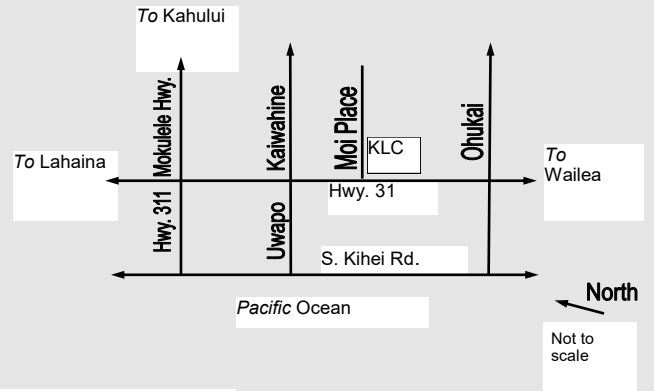 To Kahului
Hwy. 311 Mokulele Hwy.
Kaiwahine
Moi Place
KLC
Ohukai
To Lahaina
To
Wailea
Hwy. 31
Uwapo
S. Kihei Rd.
North
Pacific Ocean
Not to
scale